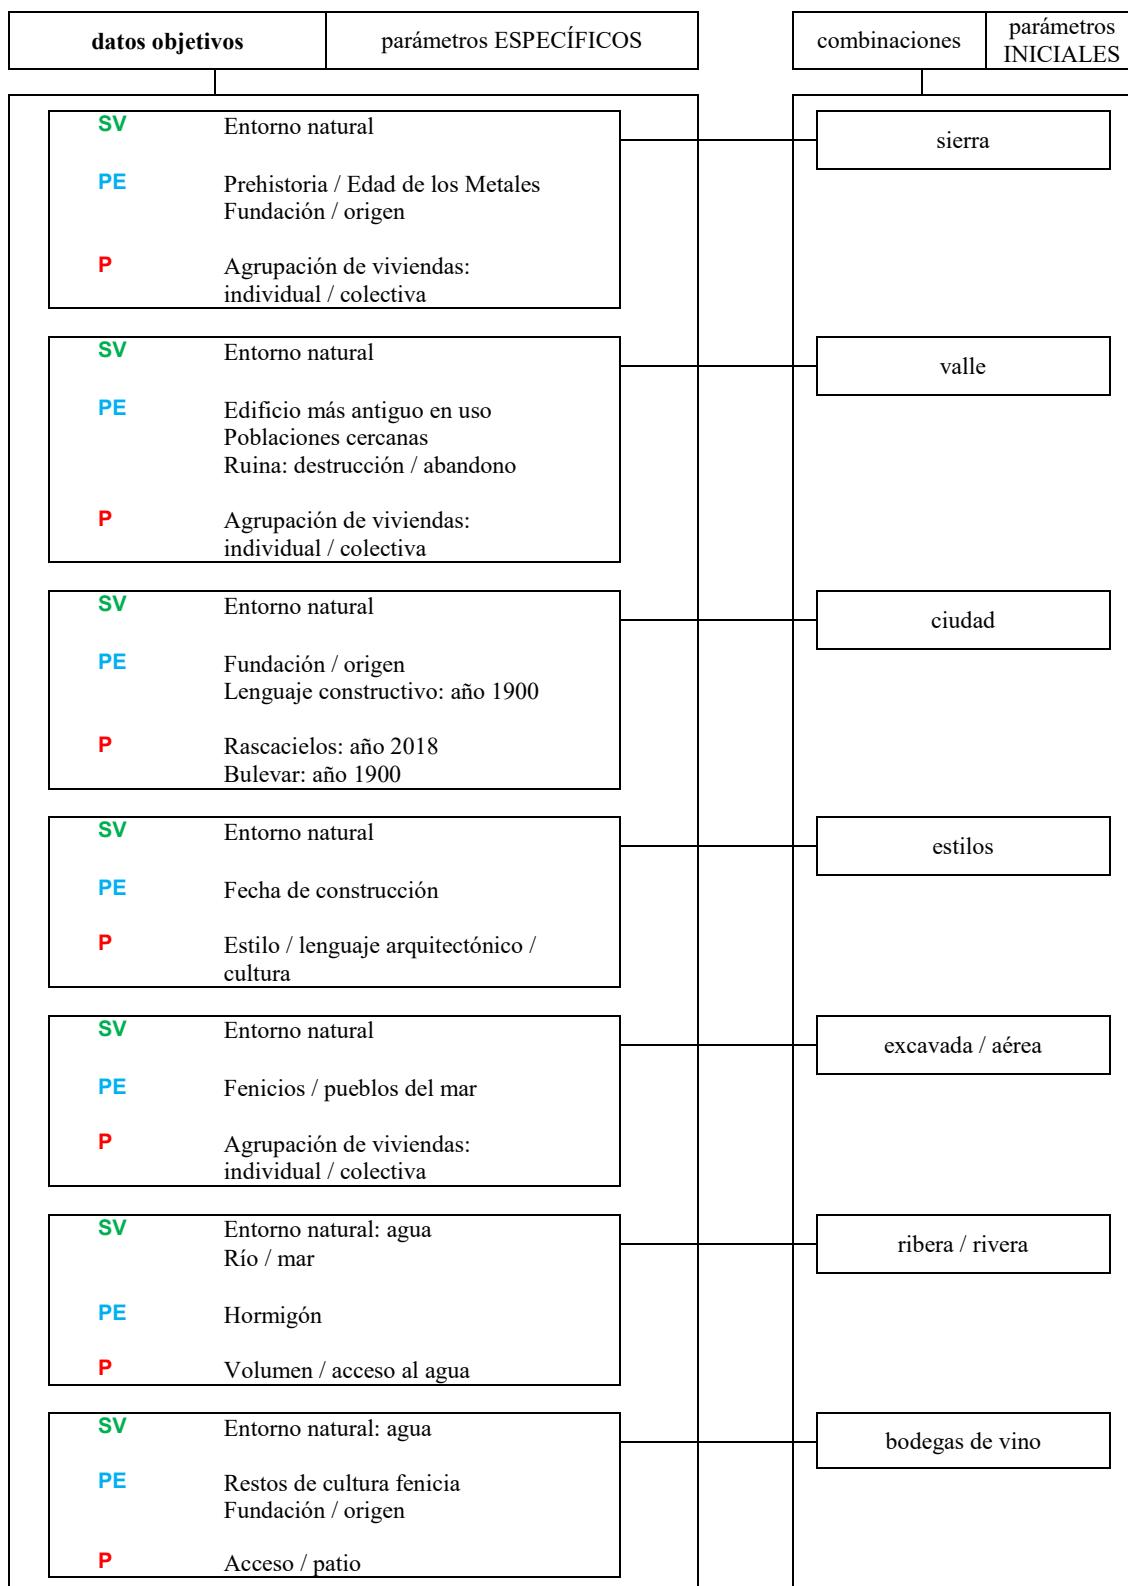 datos objetivos
parámetros ESPECÍFICOS
combinaciones
parámetros
INICIALES
SV Entorno natural
PE Prehistoria / Edad de los Metales
Fundación / origen
P Agrupación de viviendas:
individual / colectiva
sierra
SV Entorno natural
PE Edificio más antiguo en uso
Poblaciones cercanas
Ruina: destrucción / abandono
P Agrupación de viviendas:
individual / colectiva
valle
SV Entorno natural
PE Fundación / origen
Lenguaje constructivo: año 1900
P Rascacielos: año 2018
Bulevar: año 1900
ciudad
SV Entorno natural
PE Fecha de construcción
P Estilo / lenguaje arquitectónico /
cultura
estilos
SV Entorno natural
PE Fenicios / pueblos del mar
P Agrupación de viviendas:
individual / colectiva
excavada / aérea
SV Entorno natural: agua
Río / mar
PE Hormigón
P Volumen / acceso al agua
ribera / rivera
SV Entorno natural: agua
PE Restos de cultura fenicia
Fundación / origen
P Acceso / patio
bodegas de vino